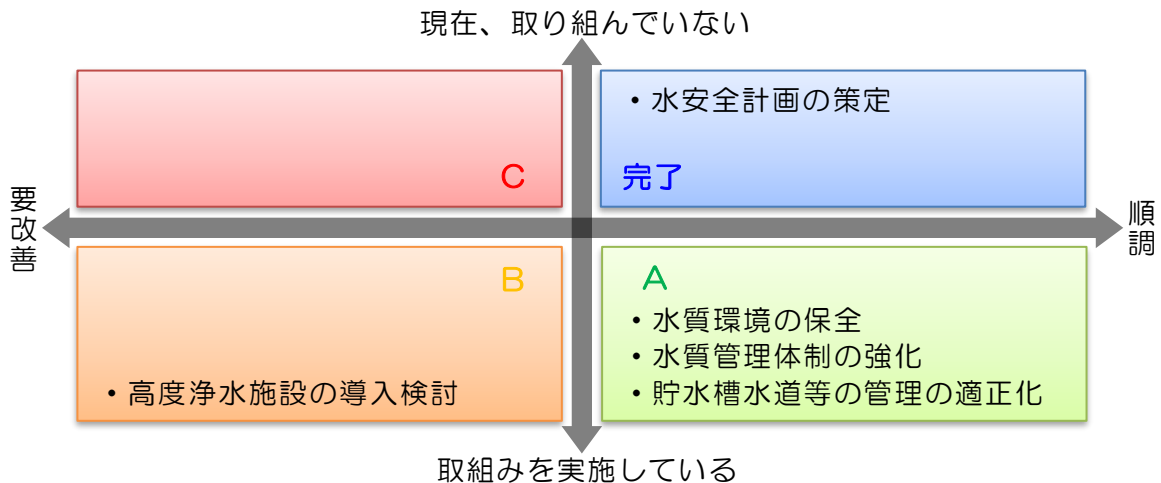 現在、取り組んでいない
・水安全計画の策定
C
完了
要改善
順調
B
A
・水質環境の保全
・水質管理体制の強化
・高度浄水施設の導入検討
・貯水槽水道等の管理の適正化
取組みを実施している